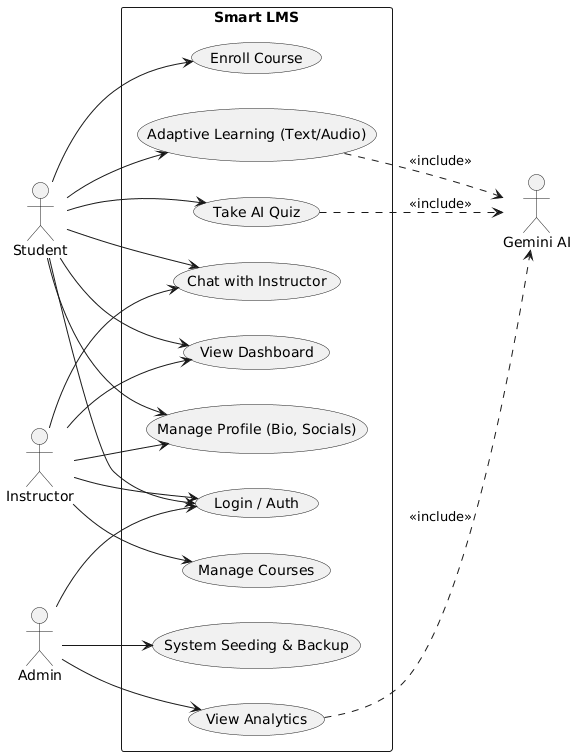 Smart LMS
Enroll Course
Adaptive Learning (Text/Audio)
«include»
Take AI Quiz
«include»
Student
Gemini AI
Chat with Instructor
View Dashboard
Manage Profile (Bio, Socials)
Instructor
Login / Auth
«include»
Manage Courses
System Seeding & Backup
Admin
View Analytics